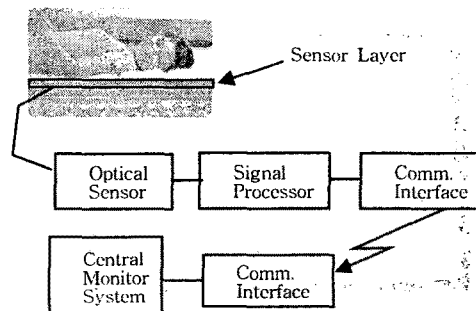 Sensor Layer
Optical
Sensor
Signal
Processor
Comm.
Interface
Central
Monitor
System
Comm.
Interface